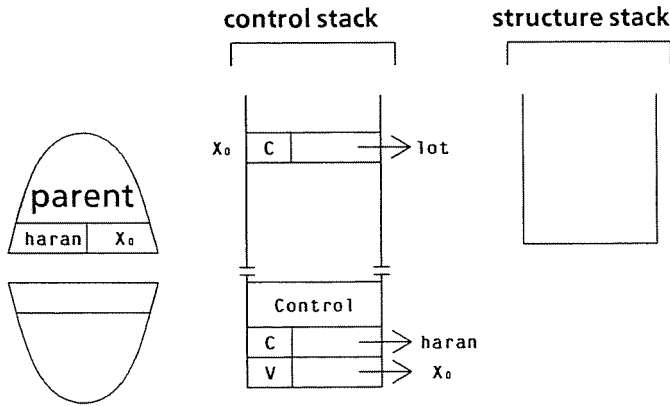 control stack
structure stack
X₀ C lot
parent
haran X₀
Control
C haran
V X₀